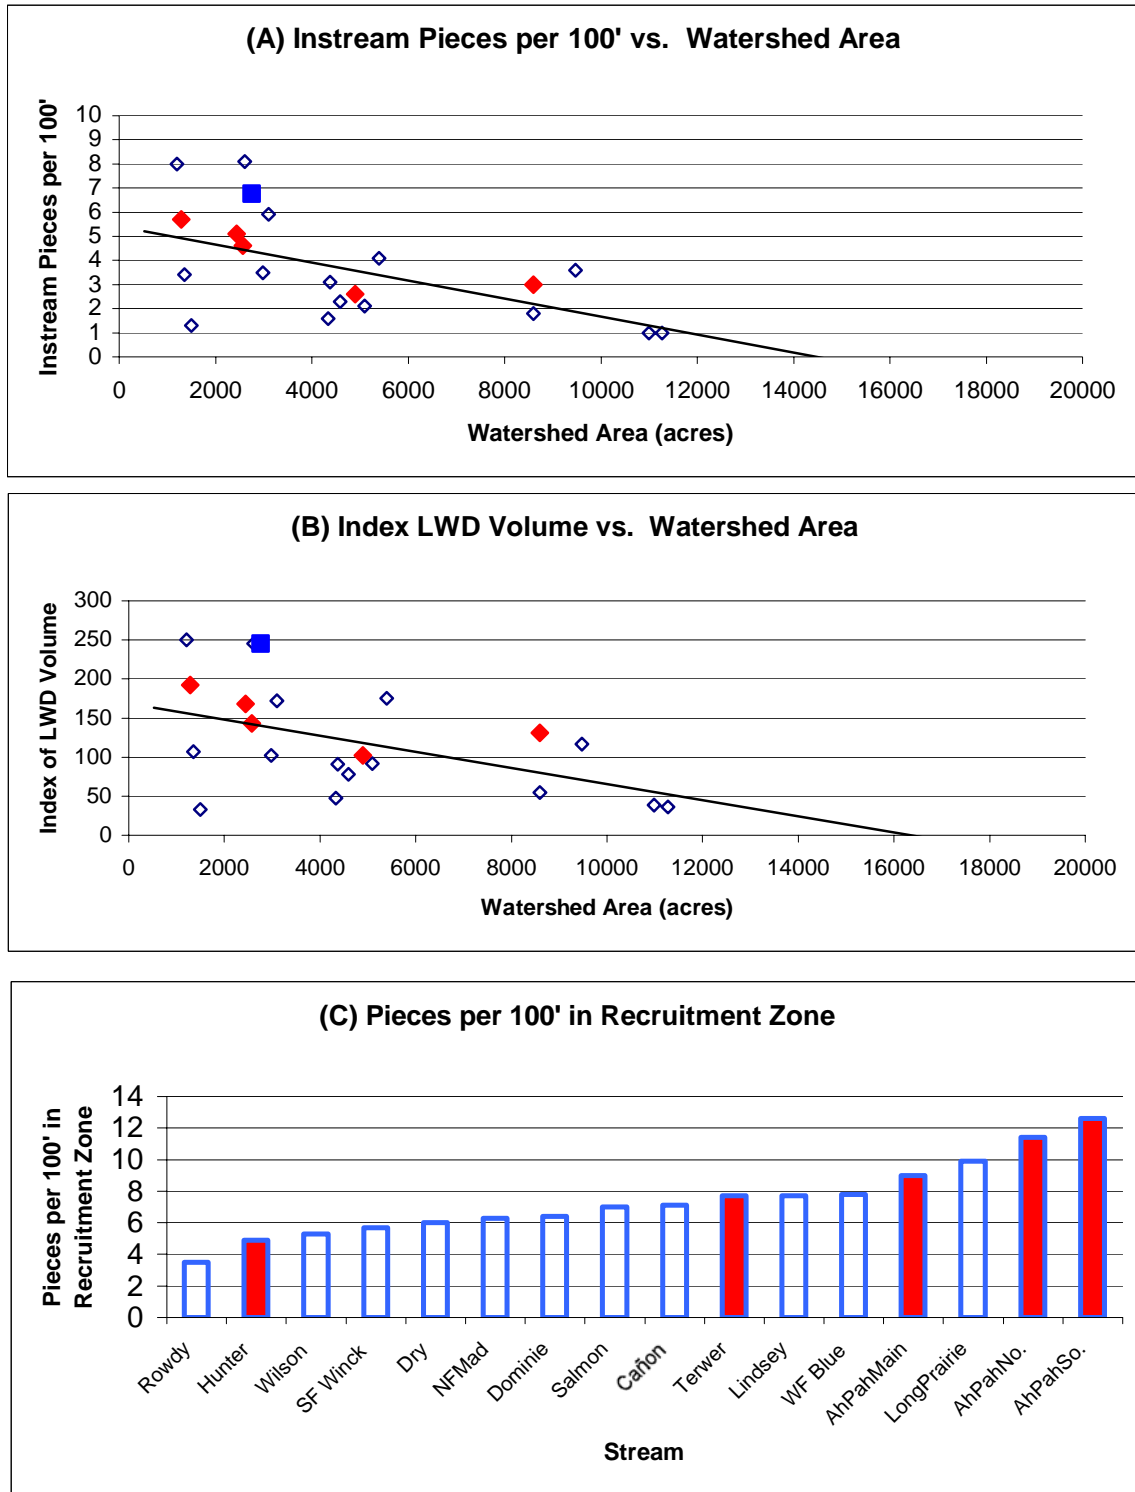 (A) Instream Pieces per 100' vs.  Watershed Area
Instream Pieces per 100'
10
9
8
7
6
5
4
3
2
1
0
0 2000 4000 6000 8000 10000 12000 14000 16000 18000 20000
Watershed Area (acres)
(B) Index LWD Volume vs.  Watershed Area
Index of LWD Volume
300
250
200
150
100
50
0
0 2000 4000 6000 8000 10000 12000 14000 16000 18000 20000
Watershed Area (acres)
(C) Pieces per 100' in Recruitment Zone
Pieces per 100' in
Recruitment Zone
14
12
10
8
6
4
2
0
Rowdy
Hunter
Wilson
SF Winck
Dry
NFMad
Dominie
Salmon
Cañon
Terwer
Lindsey
WF Blue
AhPahMain
LongPrairie
AhPahNo.
AhPahSo.
Stream